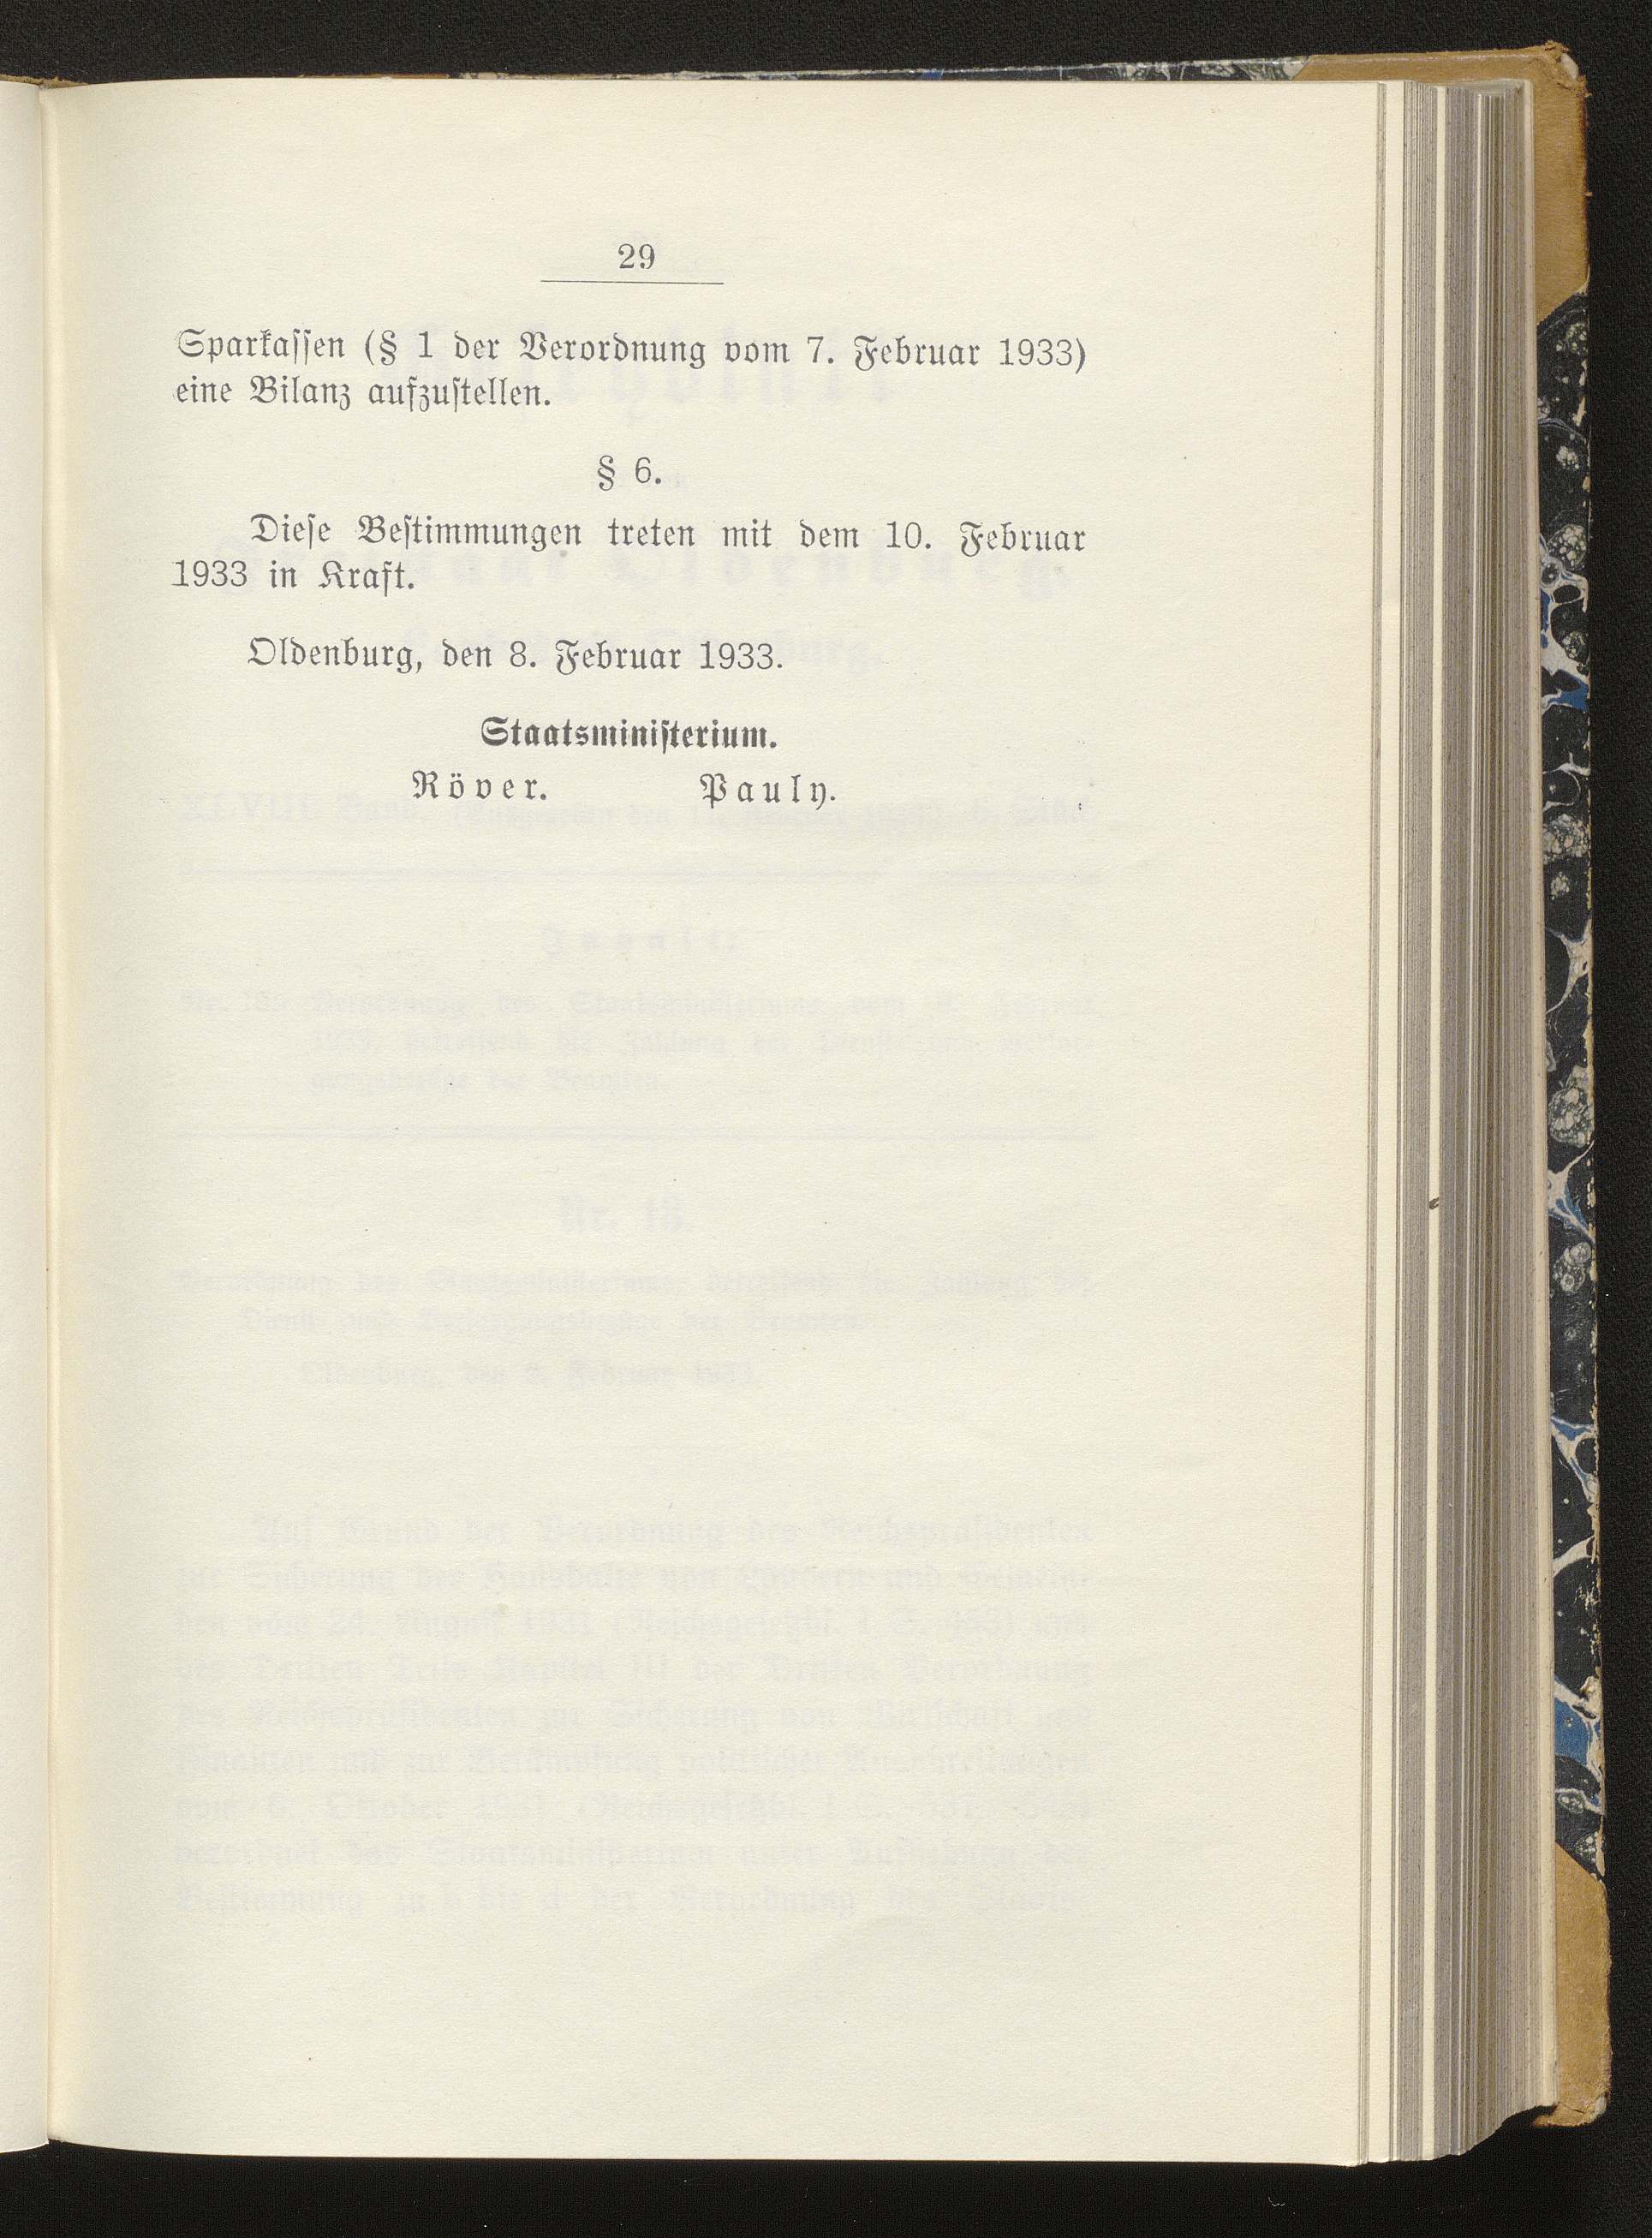 29
Sparkassen (§ 1 der Verordnung vom 7. Februar 1933)
eine Bilanz aufzustellen.
§ 6.
Diese Bestimmungen treten mit dem 10. Februar
1933 in Kraft.
Oldenburg, den 8. Februar 1933.
Staatsministerium.
Röver. Pauly.